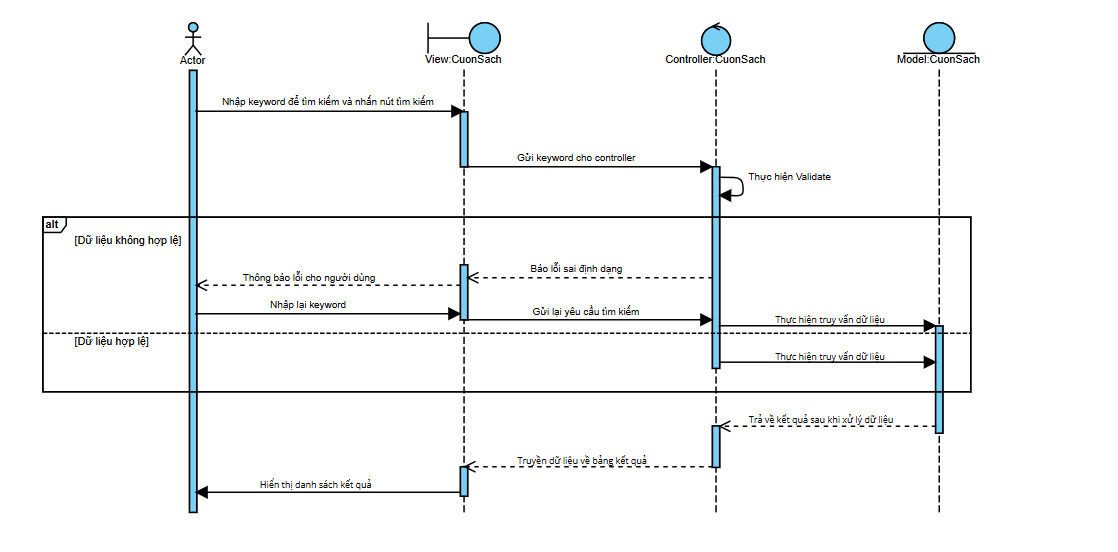 Actor
View:CuonSach
Controller:CuonSach
Model:CuonSach
Nhập keyword để tìm kiếm và nhấn nút tìm kiếm
Gửi keyword cho controller
Thực hiện Validate
alt
[Dữ liệu không hợp lệ]
Báo lỗi sai định dạng
Thông báo lỗi cho người dùng
Nhập lại keyword
Gửi lại yêu cầu tìm kiếm
Thực hiện truy vấn dữ liệu
[Dữ liệu hợp lệ]
Thực hiện truy vấn dữ liệu
Trả về kết quả sau khi xử lý dữ liệu
Truyền dữ liệu về bảng kết quả
Hiển thị danh sách kết quả